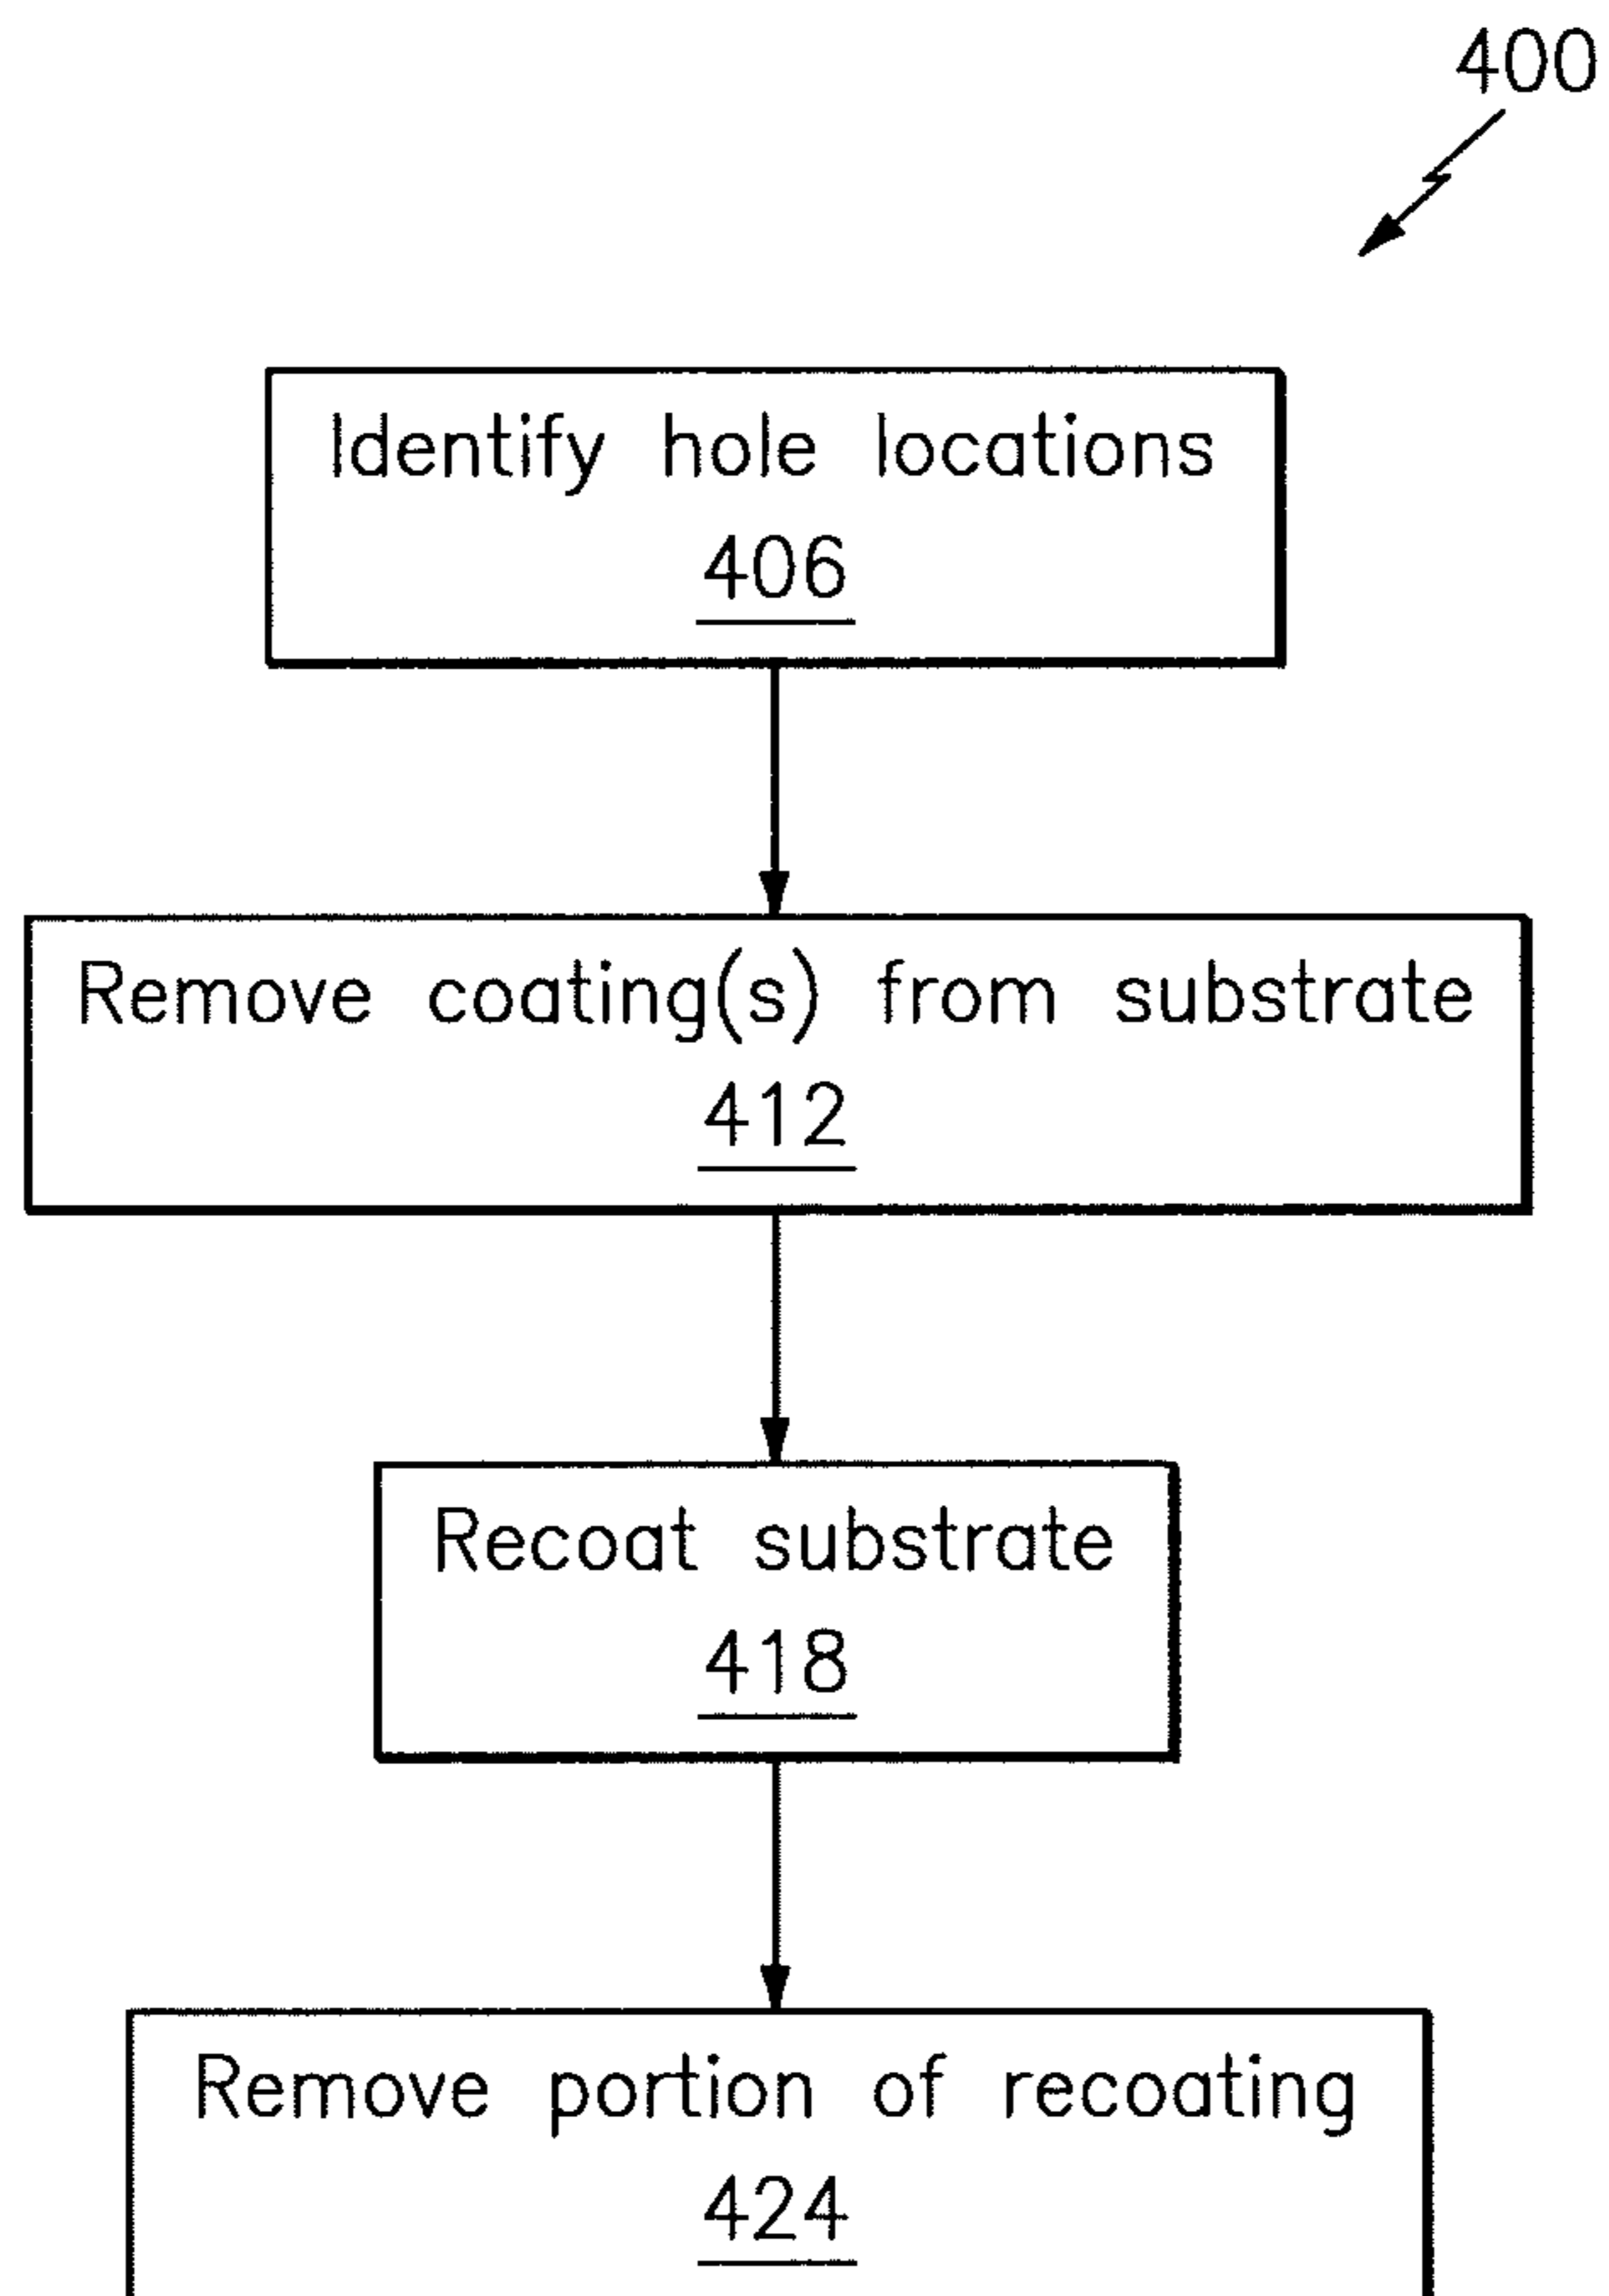 400
Identify hole locations
406
Remove coating(s) from substrate
412
Recoat substrate
418
Remove portion of recoating
424